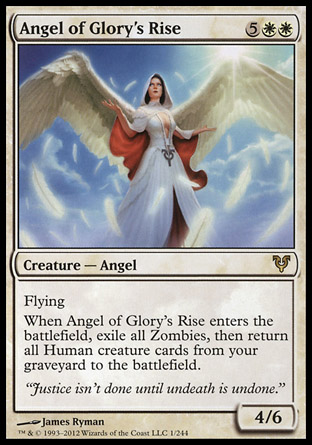 Angel of Glory's Rise 5
Creature — Angel
Flying
When Angel of Glory's Rise enters the
battlefield, exile all Zombies, then return
all Human creature cards from your
graveyard to the battlefield.
"Justice isn't done until undeath is undone."
James Ryman
™ & © 1993–2012 Wizards of the Coast LLC 1/244
4/6